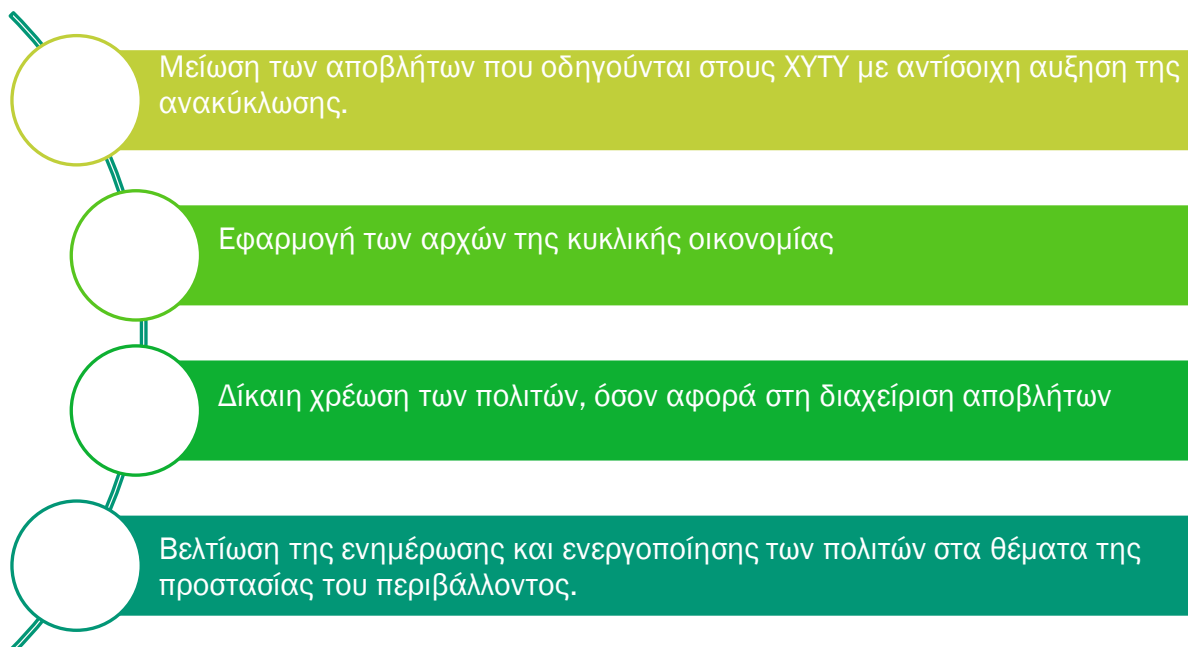 Μείωση των αποβλήτων που οδηγούνται στους ΧΥΤΥ με αντίσοιχη αυξηση της
ανακύκλωσης.
Εφαρμογή των αρχών της κυκλικής οικονομίας
Δίκαιη χρέωση των πολιτών, όσον αφορά στη διαχείριση αποβλήτων
Βελτίωση της ενημέρωσης και ενεργοποίησης των πολιτών στα θέματα της
προστασίας του περιβάλλοντος.